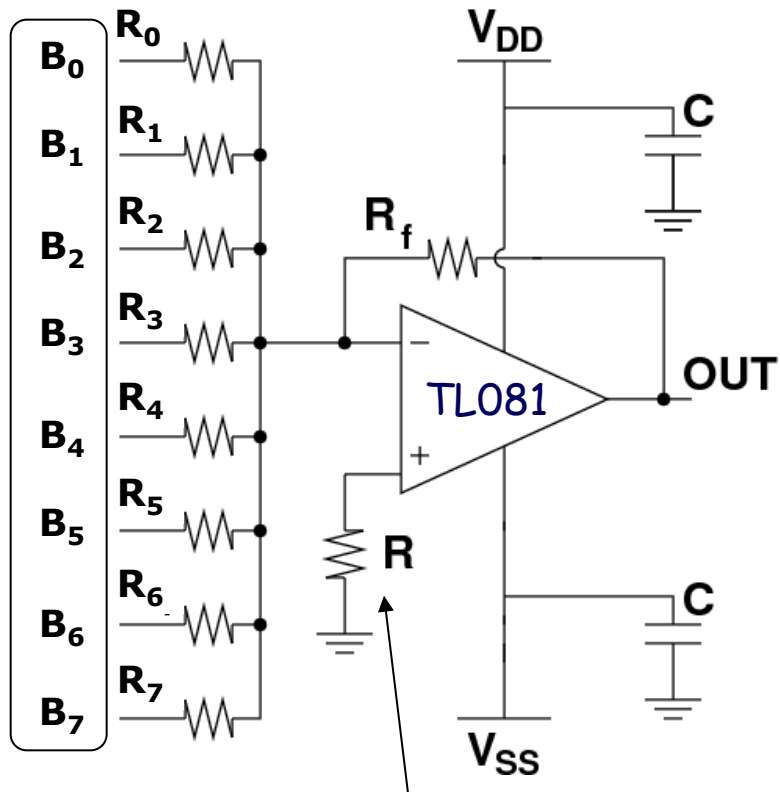 B0 R0
B1 R1
B2 R2
B3 R3
B4 R4
B5 R5
B6 R6
B7 R7
VDD
C
Rf
−
TL081
OUT
+
R
C
VSS